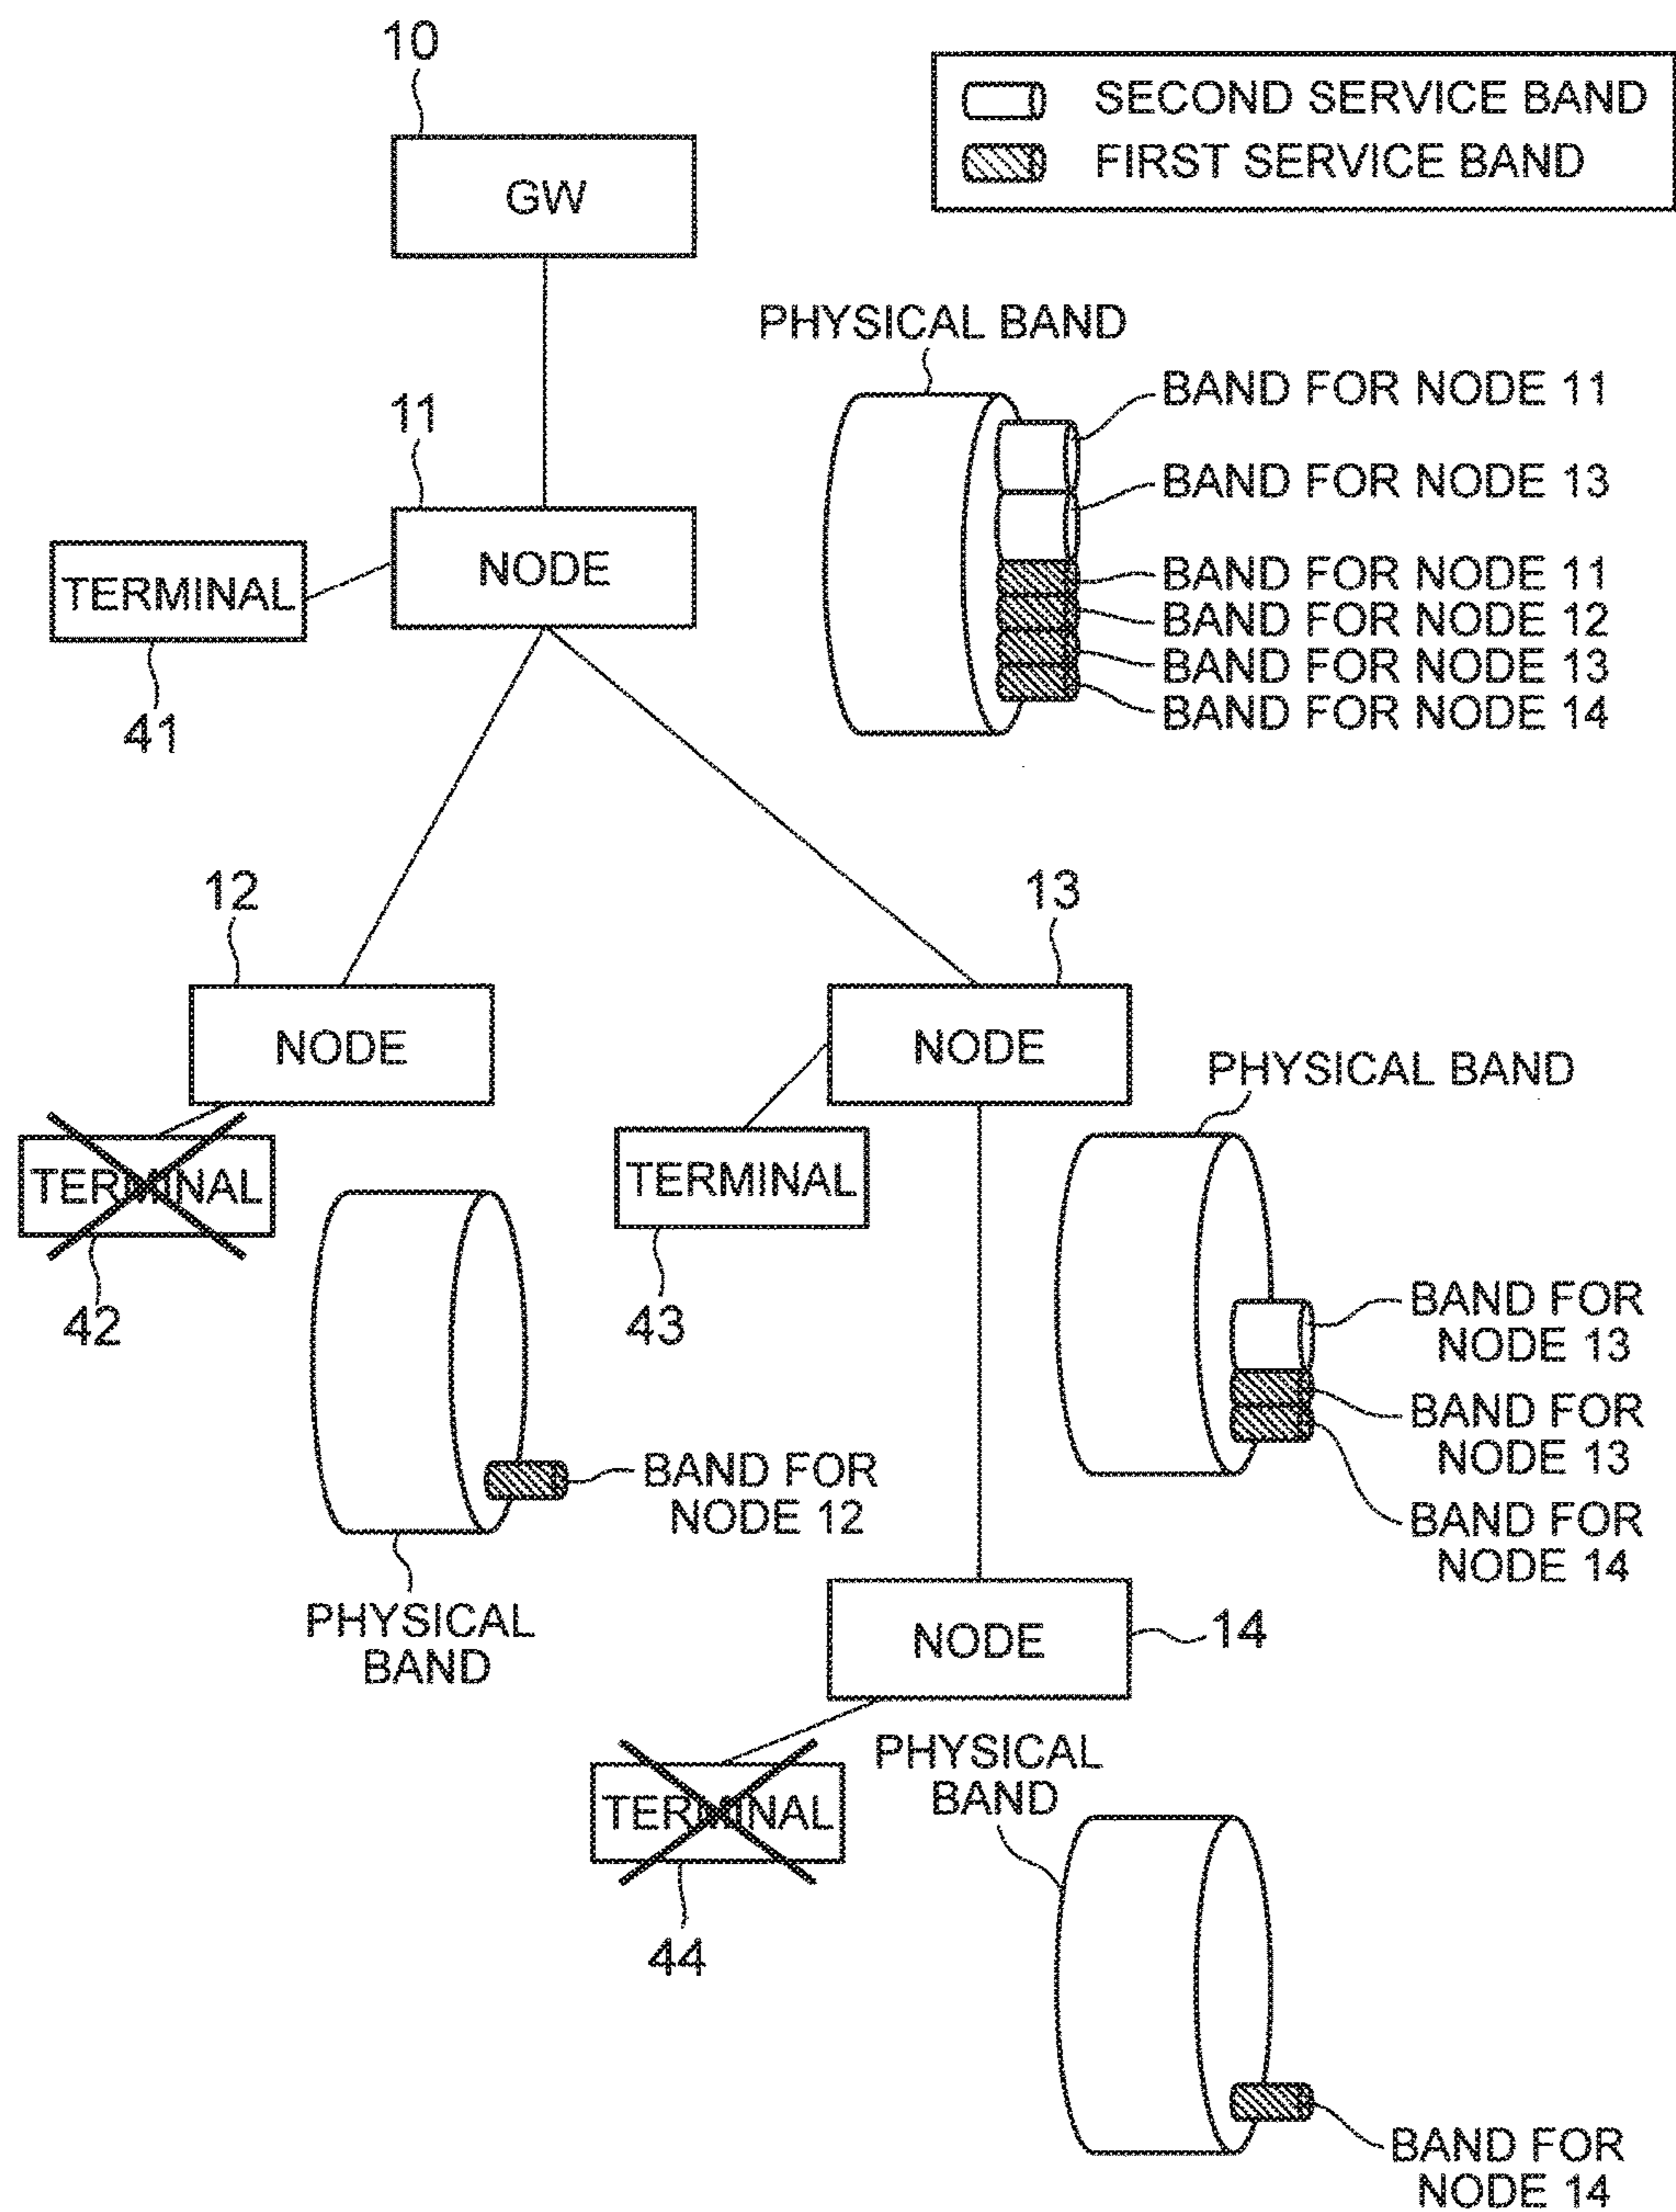 10
SECOND SERVICE BAND
FIRST SERVICE BAND
GW
PHYSICAL BAND
BAND FOR NODE 11
11
BAND FOR NODE 13
NODE
BAND FOR NODE 11
TERMINAL
BAND FOR NODE 12
BAND FOR NODE 13
41
BAND FOR NODE 14
12
13
NODE
NODE
PHYSICAL BAND
TERMINAL
TERMINAL
42
43
BAND FOR
NODE 13
BAND FOR
NODE 13
BAND FOR
NODE 12
BAND FOR
NODE 14
PHYSICAL
BAND
NODE
14
PHYSICAL
BAND
TERMINAL
44
BAND FOR
NODE 14